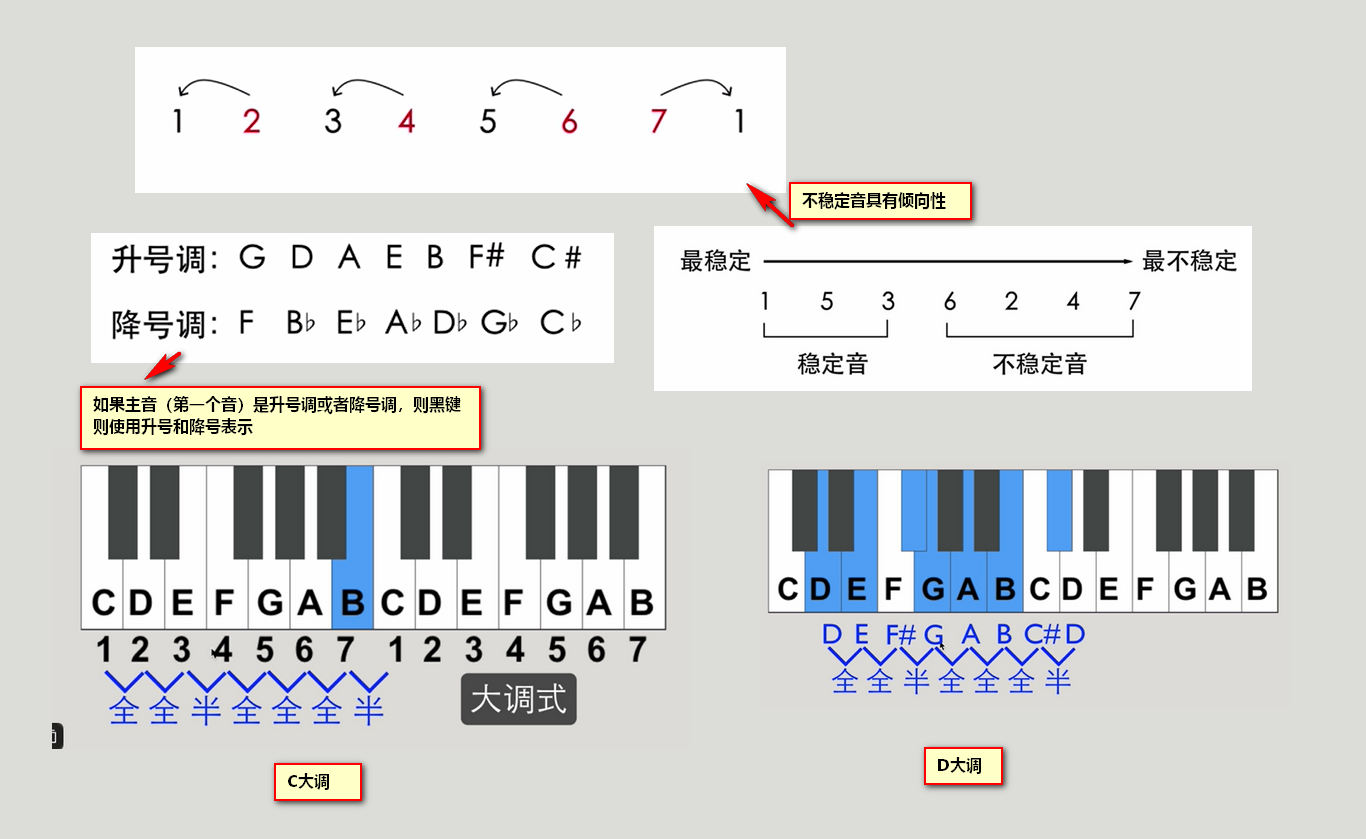 1 2 3 4 5 6 7 1
不稳定音具有倾向性
升号调: G D A E B F# C#
降号调: F B♭ E♭ A♭ D♭ G♭ C♭
最稳定 最不稳定
1 5 3 6 2 4 7
稳定音 不稳定音
如果主音（第一个音）是升号调或者降号调，则黑键
则使用升号和降号表示
C D E F G A B C D E F G A B
1 2 3 4 5 6 7 1 2 3 4 5 6 7
全 全 半 全 全 全 半
大调式
C大调
C D E F G A B C D E F G A B
D E F# G A B C# D
全 全 半 全 全 全 半
D大调